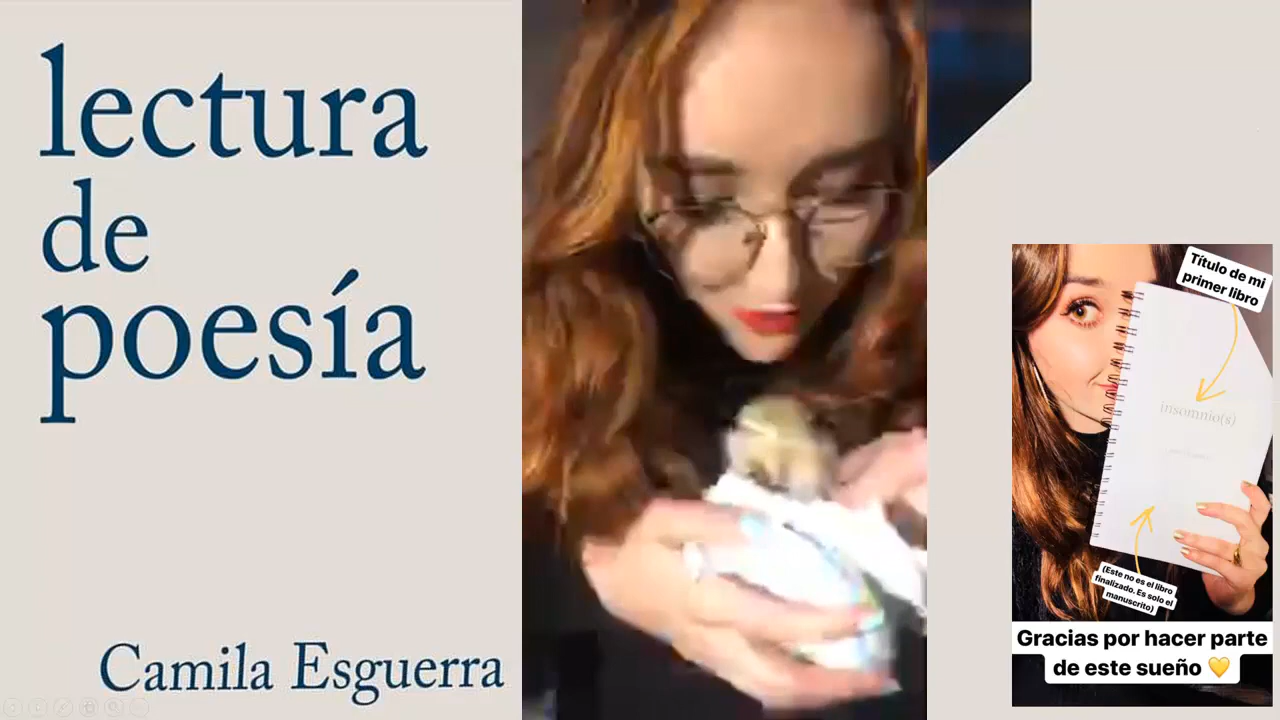 lectura
de
poesía
Camila Esguerra
Título de mi
primer libro
insomnio(s)
(Este no es el libro
finalizado. Es solo el
manuscrito)
Gracias por hacer parte
de este sueño 💛